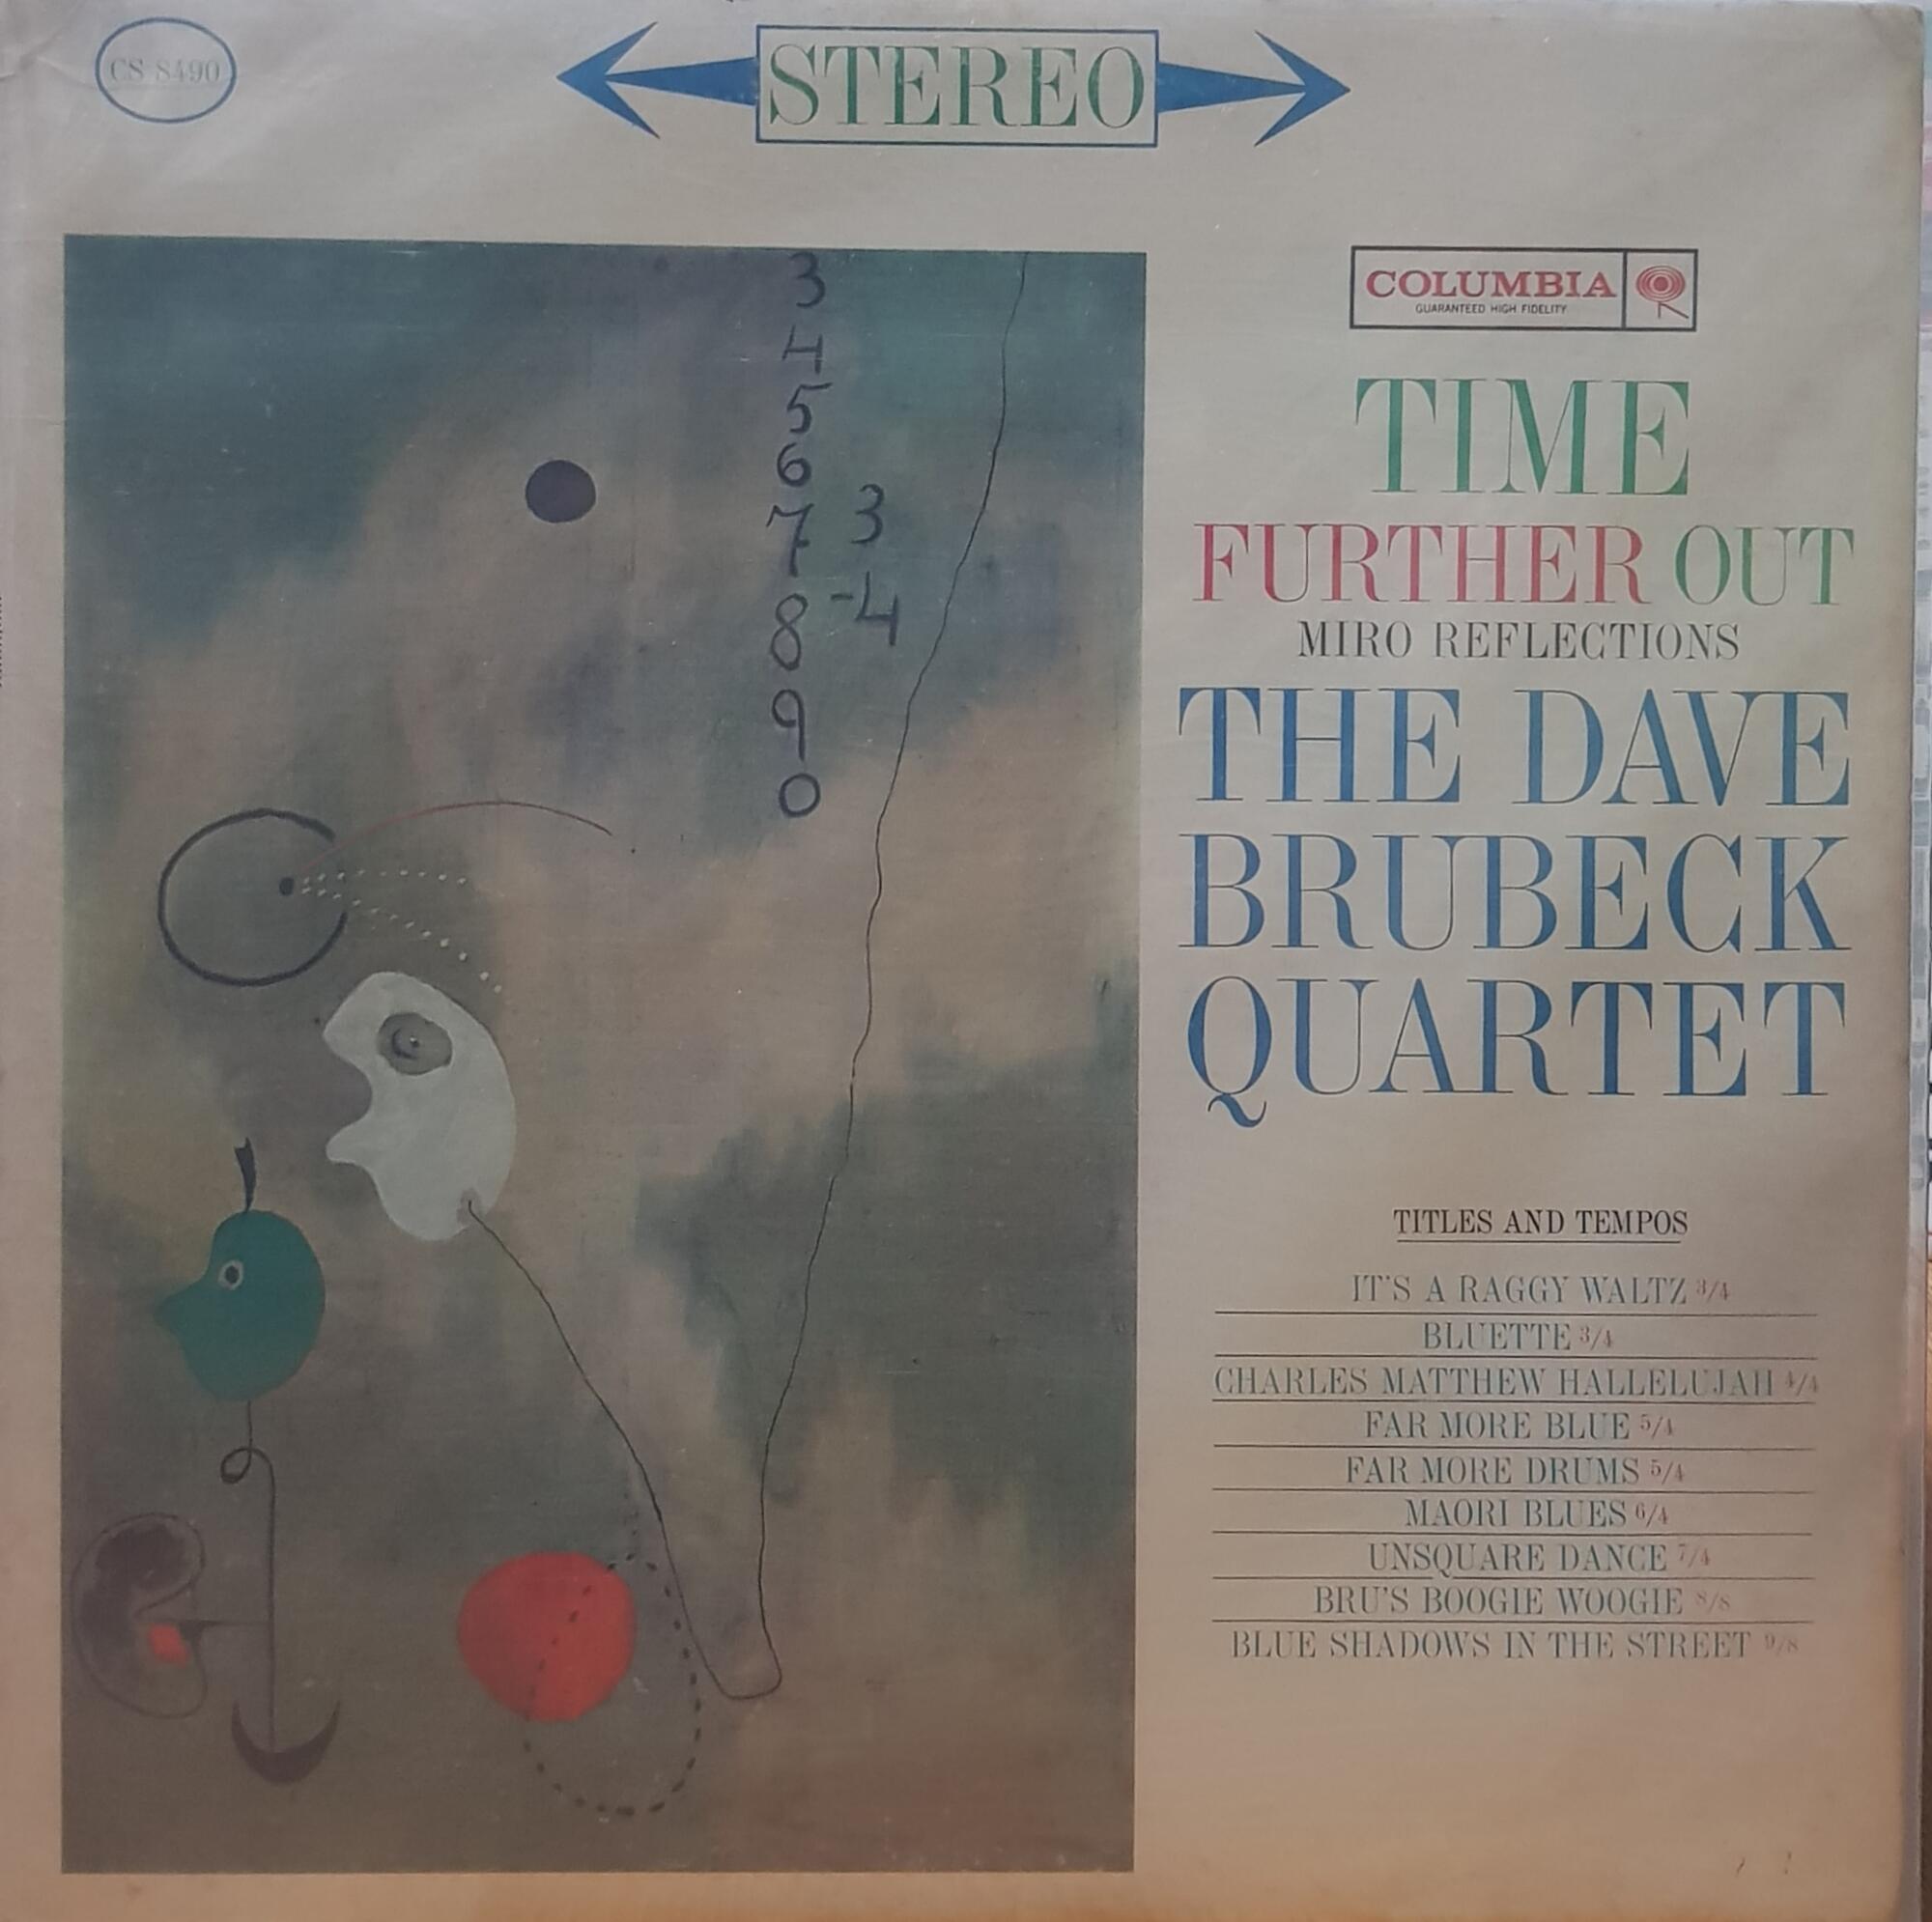 CS 8490
STEREO
3
4
5
6
7 3
8 -4
9
0
COLUMBIA
GUARANTEED HIGH FIDELITY
TIME
FURTHER OUT
MIRO REFLECTIONS
THE DAVE
BRUBECK
QUARTET
TITLES AND TEMPOS
IT'S A RAGGY WALTZ 3/4
BLUETTE 3/4
CHARLES MATTHEW HALLELUJAH 4/4
FAR MORE BLUE 5/4
FAR MORE DRUMS 5/4
MAORI BLUES 6/4
UNSQUARE DANCE 7/4
BRU'S BOOGIE WOOGIE 8/8
BLUE SHADOWS IN THE STREET 9/8